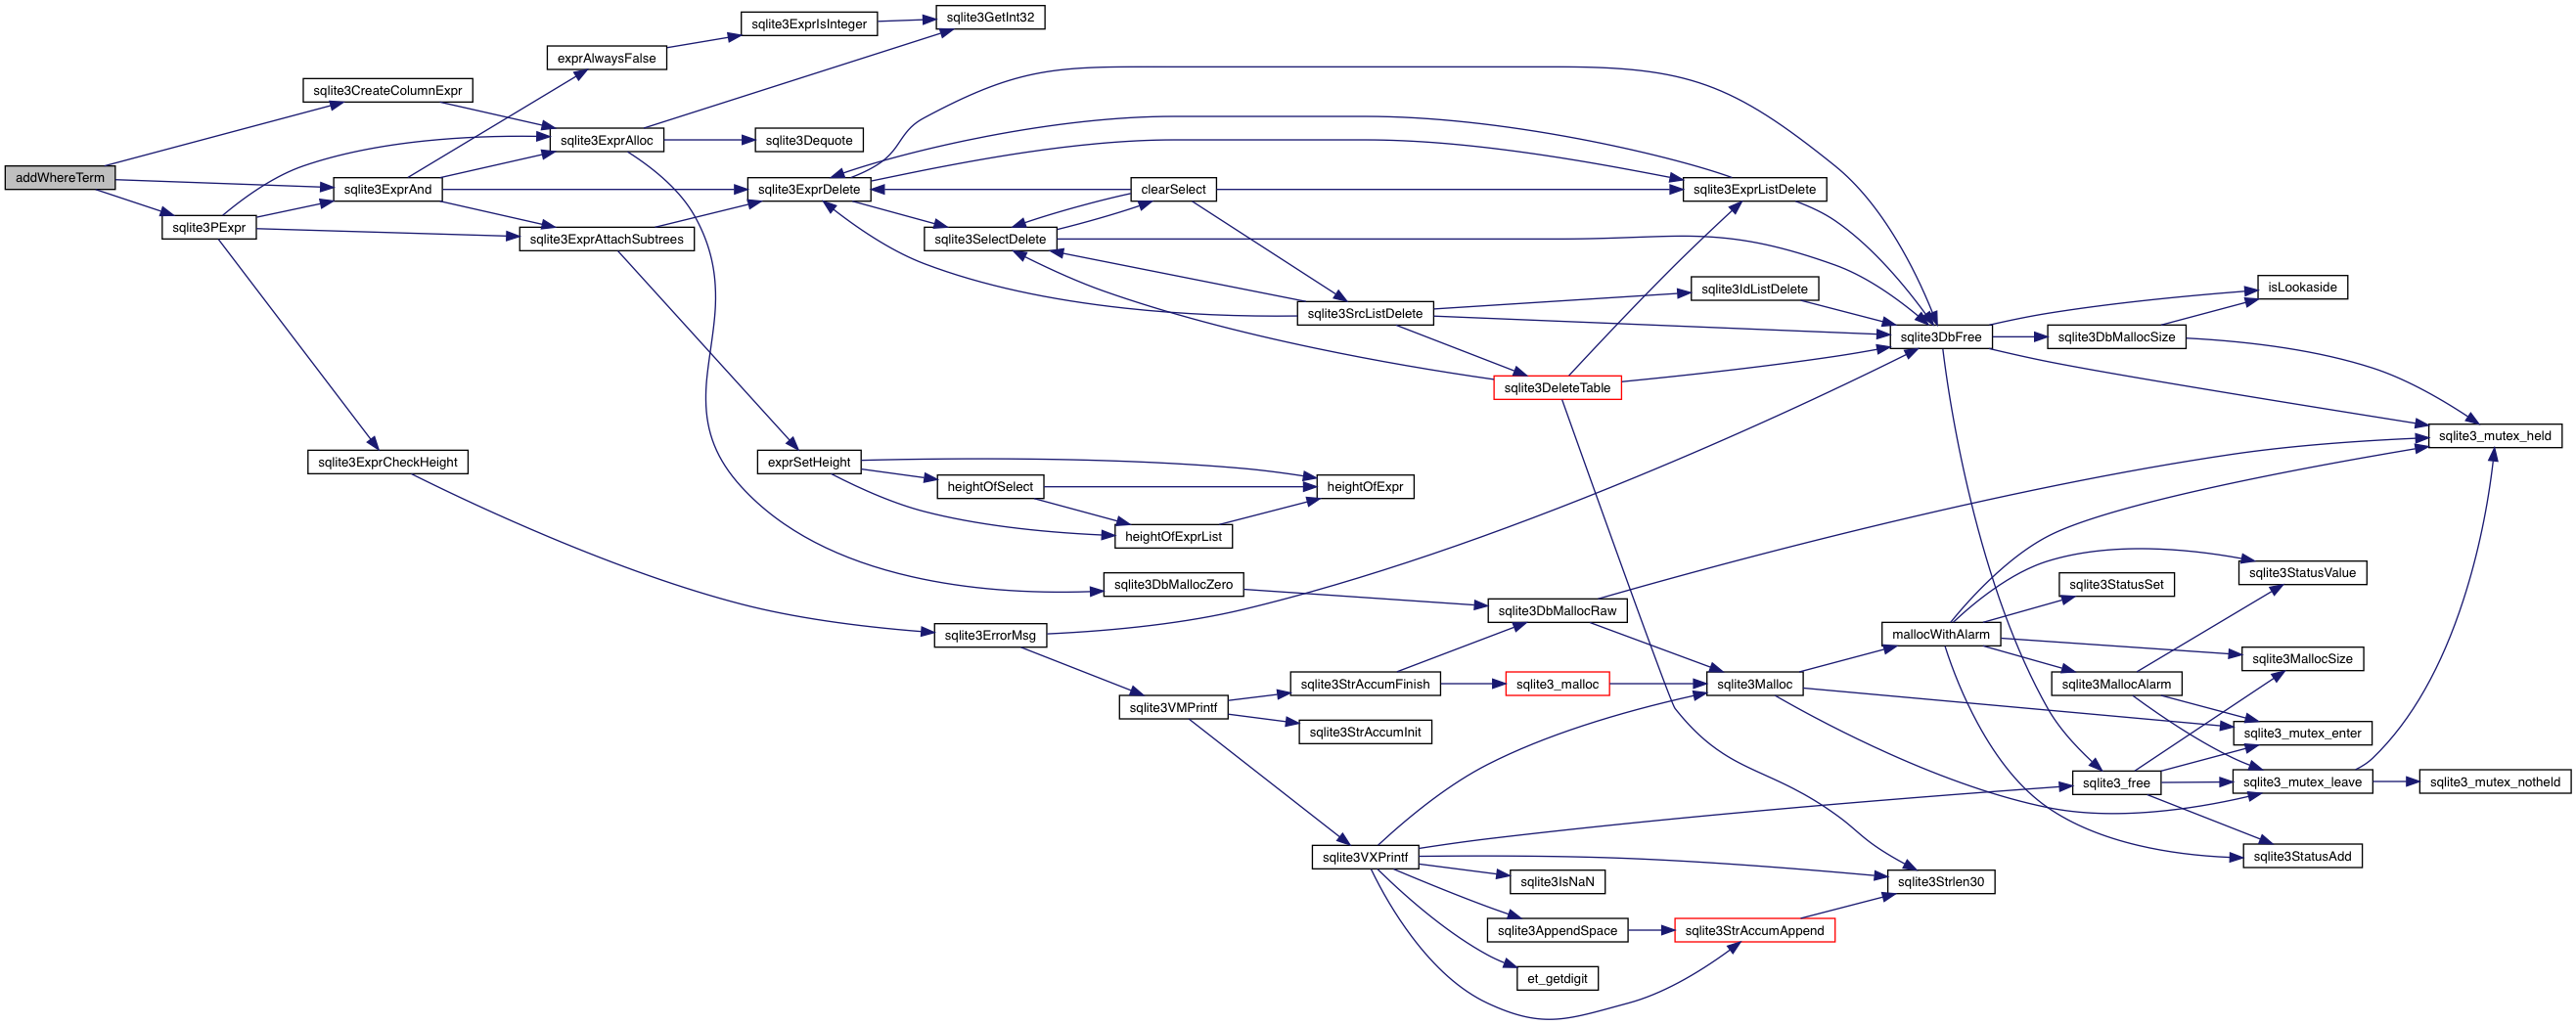 addWhereTerm
sqlite3CreateColumnExpr
sqlite3PExpr
sqlite3ExprAnd
sqlite3ExprCheckHeight
exprAlwaysFalse
sqlite3ExprAlloc
sqlite3ExprAttachSubtrees
sqlite3ExprIsInteger
sqlite3Dequote
sqlite3ExprDelete
exprSetHeight
sqlite3GetInt32
sqlite3SelectDelete
heightOfSelect
sqlite3ErrorMsg
clearSelect
heightOfExprList
sqlite3DbMallocZero
sqlite3VMPrintf
sqlite3SrcListDelete
heightOfExpr
sqlite3StrAccumFinish
sqlite3StrAccumInit
sqlite3VXPrintf
sqlite3DeleteTable
sqlite3DbMallocRaw
sqlite3_malloc
sqlite3IsNaN
sqlite3AppendSpace
et_getdigit
sqlite3ExprListDelete
sqlite3IdListDelete
sqlite3Malloc
sqlite3StrAccumAppend
sqlite3DbFree
mallocWithAlarm
sqlite3Strlen30
sqlite3DbMallocSize
sqlite3StatusSet
sqlite3MallocAlarm
sqlite3_free
isLookaside
sqlite3StatusValue
sqlite3MallocSize
sqlite3_mutex_enter
sqlite3_mutex_leave
sqlite3StatusAdd
sqlite3_mutex_held
sqlite3_mutex_notheld